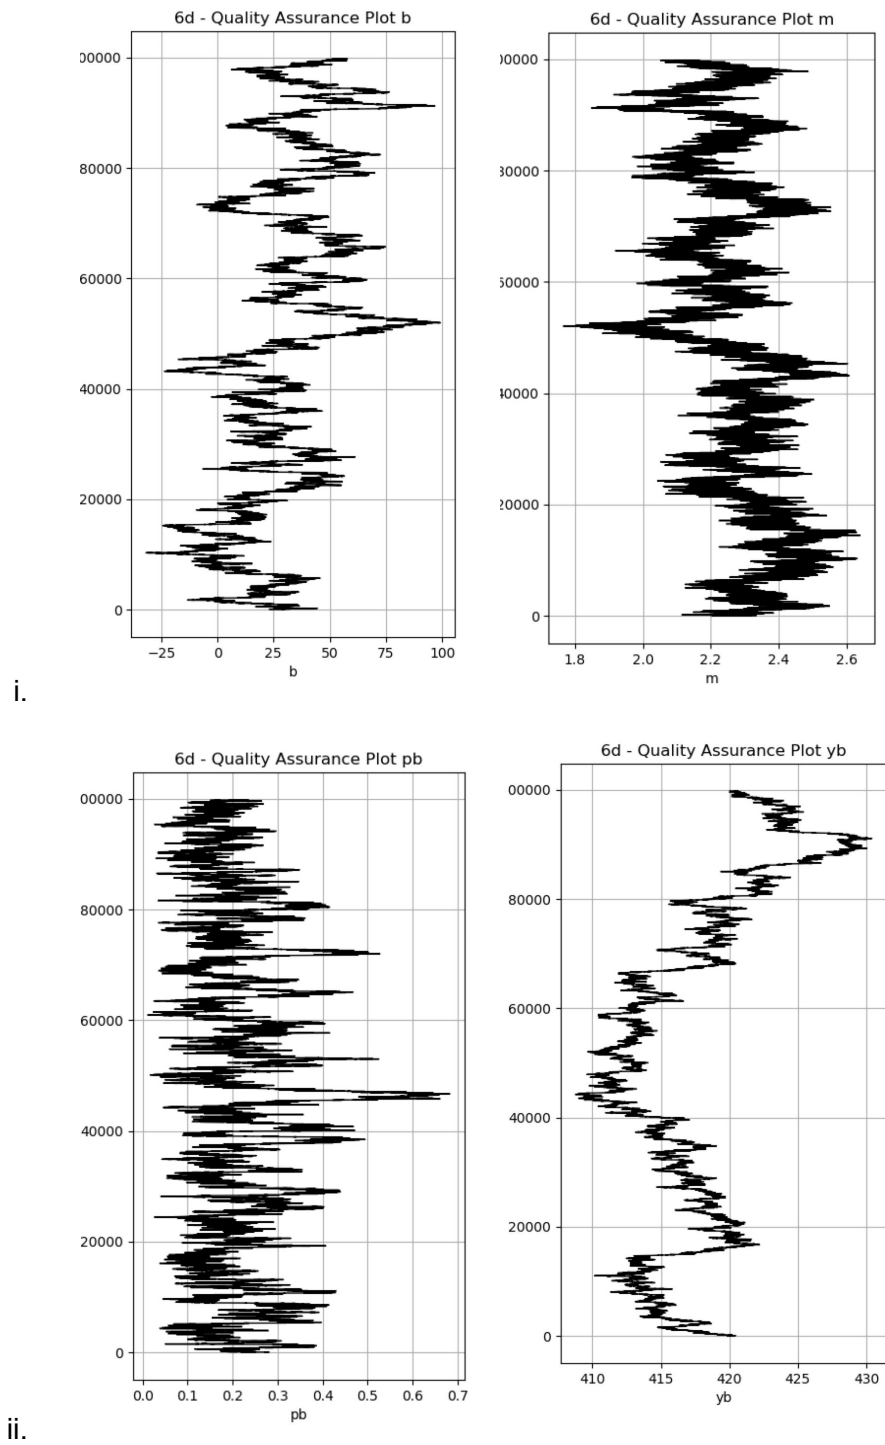 6d - Quality Assurance Plot b
6d - Quality Assurance Plot m
00000
80000
60000
40000
20000
0
−25 0 25 50 75 100
b
00000
30000
50000
40000
20000
0
1.8 2.0 2.2 2.4 2.6
m
i.
6d - Quality Assurance Plot pb
6d - Quality Assurance Plot yb
00000
80000
60000
40000
20000
0
0.0 0.1 0.2 0.3 0.4 0.5 0.6 0.7
pb
00000
80000
60000
40000
20000
0
410 415 420 425 430
yb
ii.